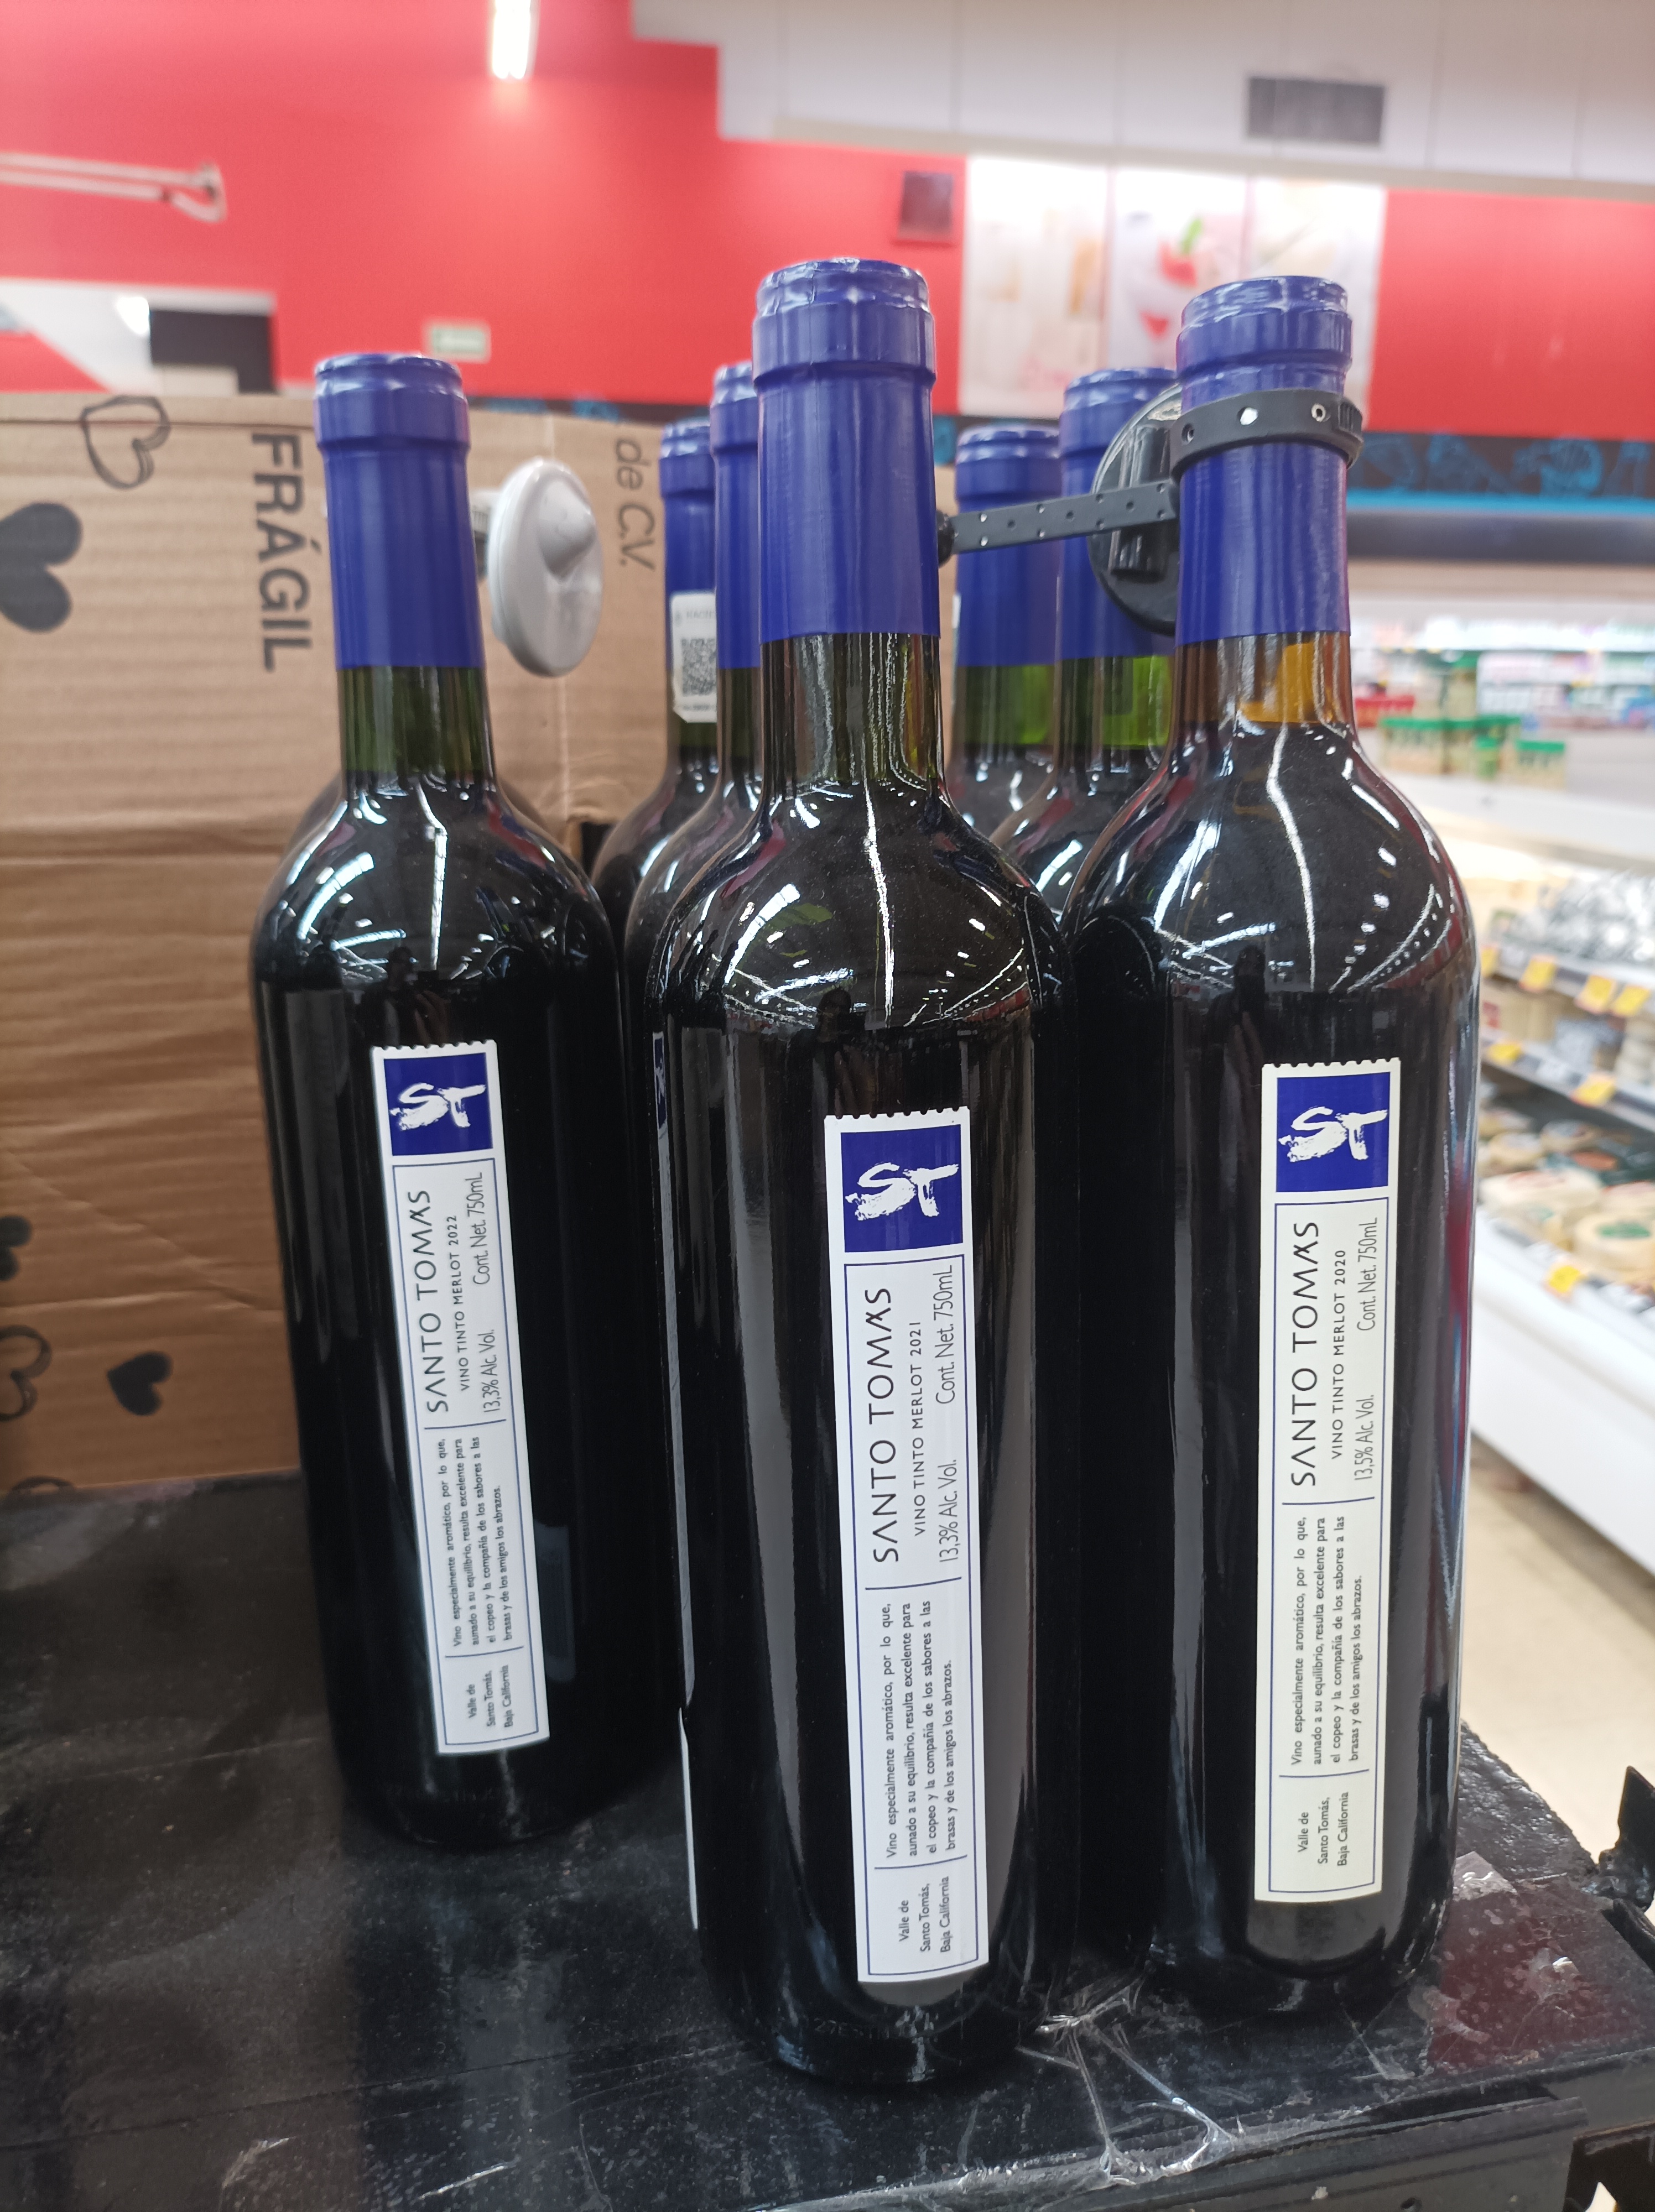 FRÁGIL
de C.V.
ST
SANTO TOMÁS
VINO TINTO MERLOT 2022
13,3% Alc. Vol. Cont. Net. 750mL
Vino especialmente aromático, por lo que,
aunado a su equilibrio, resulta excelente para
el copeo y la compañía de los sabores a las
brasas y de los amigos los abrazos.
Valle de
Santo Tomás,
Baja California
ST
SANTO TOMÁS
VINO TINTO MERLOT 2021
13,3% Alc. Vol. Cont. Net. 750mL
Vino especialmente aromático, por lo que,
aunado a su equilibrio, resulta excelente para
el copeo y la compañía de los sabores a las
brasas y de los amigos los abrazos.
Valle de
Santo Tomás,
Baja California
ST
SANTO TOMÁS
VINO TINTO MERLOT 2020
13,5% Alc. Vol. Cont. Net. 750mL
Vino especialmente aromático, por lo que,
aunado a su equilibrio, resulta excelente para
el copeo y la compañía de los sabores a las
brasas y de los amigos los abrazos.
Valle de
Santo Tomás,
Baja California